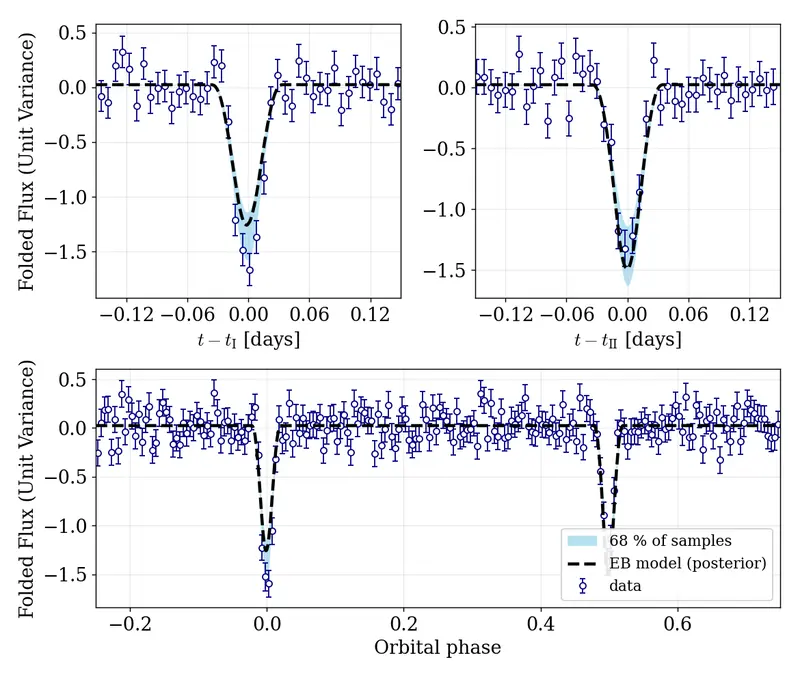 Folded Flux (Unit Variance)
0.5
0.0
−0.5
−1.0
−1.5
−0.12 −0.06 0.00 0.06 0.12
t − tI [days]
0.5
0.0
−0.5
−1.0
−1.5
−0.12 −0.06 0.00 0.06 0.12
t − tII [days]
Folded Flux (Unit Variance)
0.5
0.0
−0.5
−1.0
−1.5
68 % of samples
EB model (posterior)
data
−0.2 0.0 0.2 0.4 0.6
Orbital phase